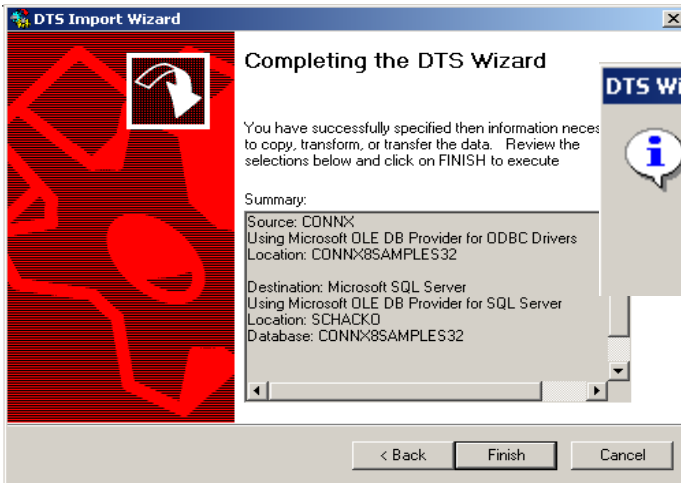 DTS Import Wizard
Completing the DTS Wizard
DTS Wi
You have successfully specified then information neces
to copy, transform, or transfer the data. Review the
selections below and click on FINISH to execute
Summary:
Source: CONNX
Using Microsoft OLE DB Provider for ODBC Drivers
Location: CONNX8SAMPLES32
Destination: Microsoft SQL Server
Using Microsoft OLE DB Provider for SQL Server
Location: SCHACKO
Database: CONNX8SAMPLES32
< Back
Finish
Cancel